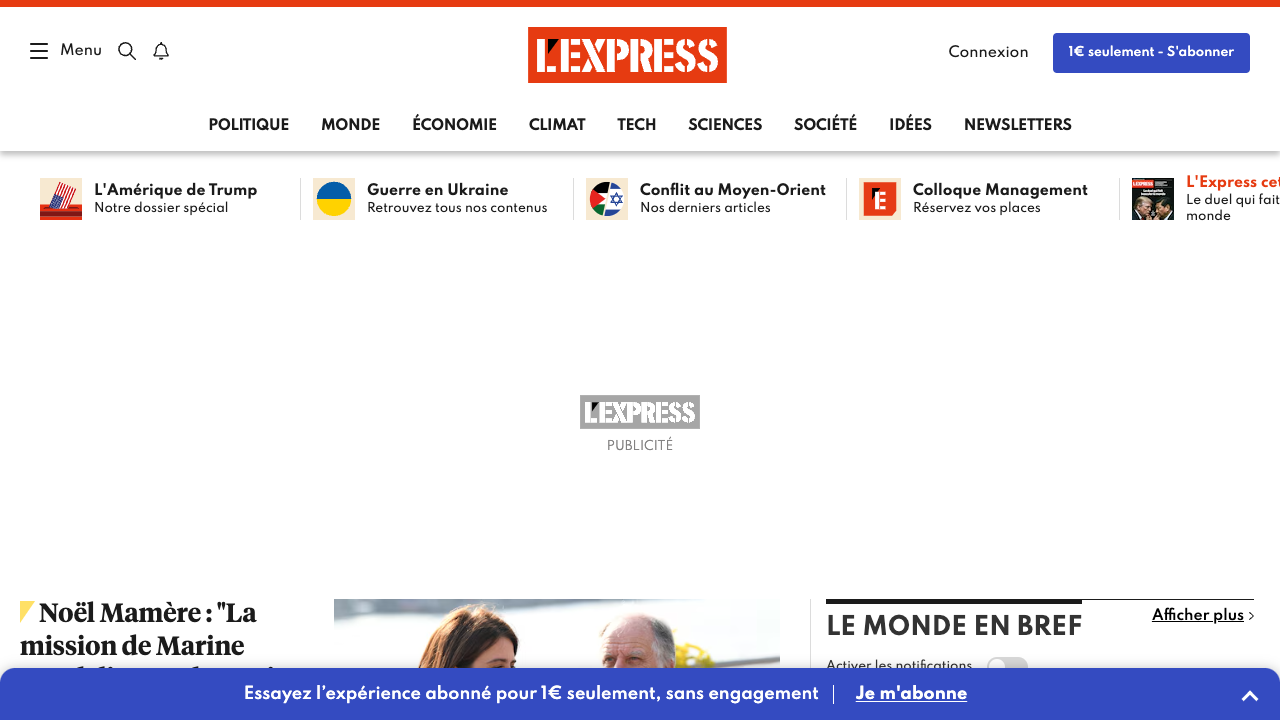 Menu
L'EXPRESS
Connexion
1€ seulement - S'abonner
POLITIQUE MONDE ÉCONOMIE CLIMAT TECH SCIENCES SOCIÉTÉ IDÉES NEWSLETTERS
L'Amérique de Trump
Notre dossier spécial
Guerre en Ukraine
Retrouvez tous nos contenus
Conflit au Moyen-Orient
Nos derniers articles
Colloque Management
Réservez vos places
L'Express cet
Le duel qui fait
monde
L'EXPRESS
PUBLICITÉ
Noël Mamère : "La
mission de Marine
LE MONDE EN BREF
Afficher plus
Activer les notifications
Essayez l’expérience abonné pour 1€ seulement, sans engagement
Je m'abonne